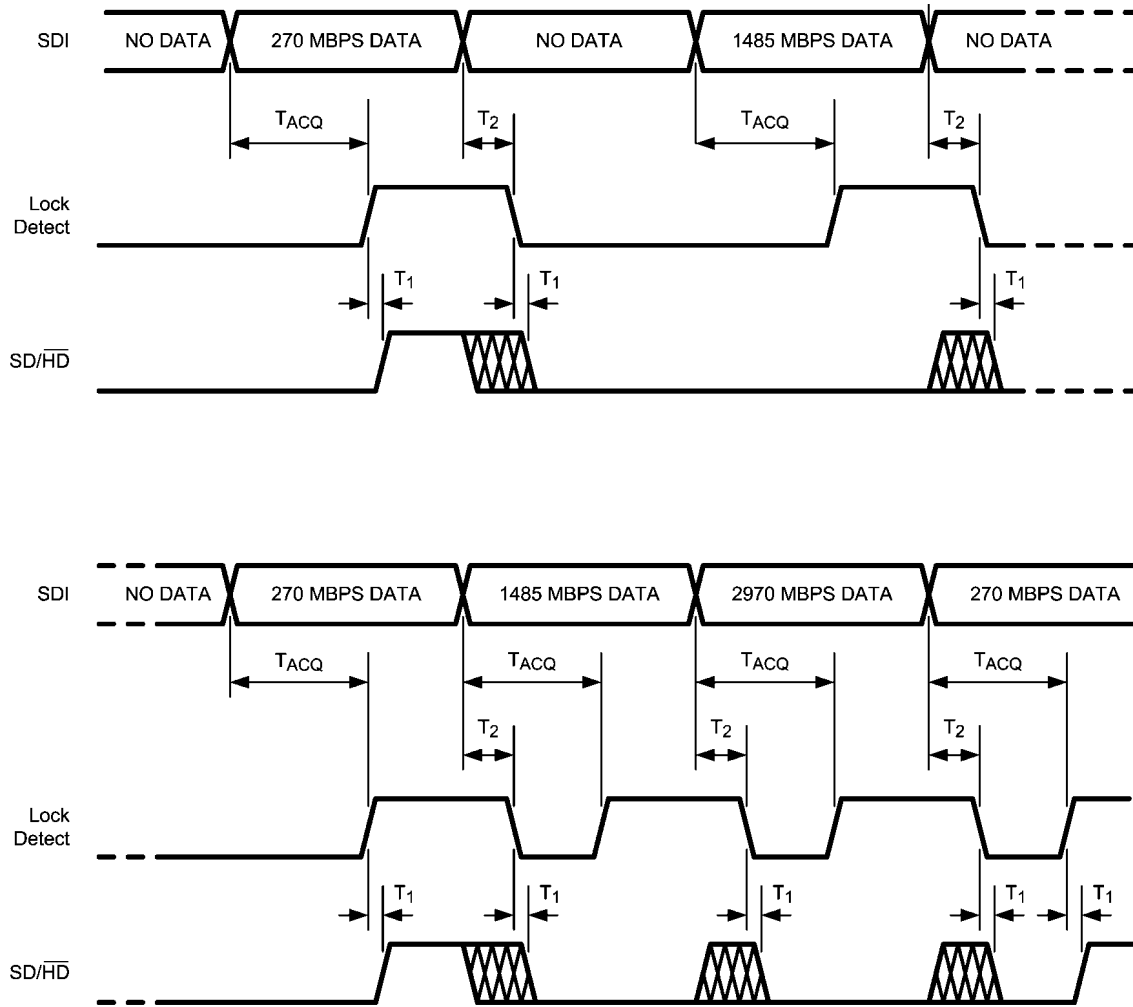 SDI
NO DATA
270 MBPS DATA
NO DATA
1485 MBPS DATA
NO DATA
TACQ
T2
TACQ
T2
Lock
Detect
T1
T1
T1
SD/HD
SDI
NO DATA
270 MBPS DATA
1485 MBPS DATA
2970 MBPS DATA
270 MBPS DATA
TACQ
TACQ
TACQ
TACQ
T2
T2
T2
Lock
Detect
T1
T1
T1
T1
T1
SD/HD